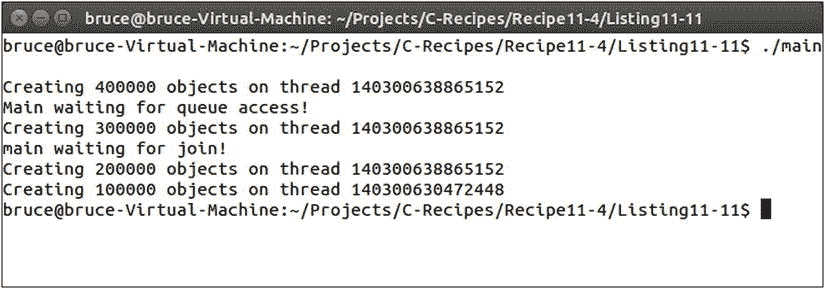 bruce@bruce-Virtual-Machine: ~/Projects/C-Recipes/Recipe11-4/Listing11-11
bruce@bruce-Virtual-Machine:~/Projects/C-Recipes/Recipe11-4/Listing11-11$ ./main
Creating 400000 objects on thread 140300638865152
Main waiting for queue access!
Creating 300000 objects on thread 140300638865152
main waiting for join!
Creating 200000 objects on thread 140300638865152
Creating 100000 objects on thread 140300630472448
bruce@bruce-Virtual-Machine:~/Projects/C-Recipes/Recipe11-4/Listing11-11$